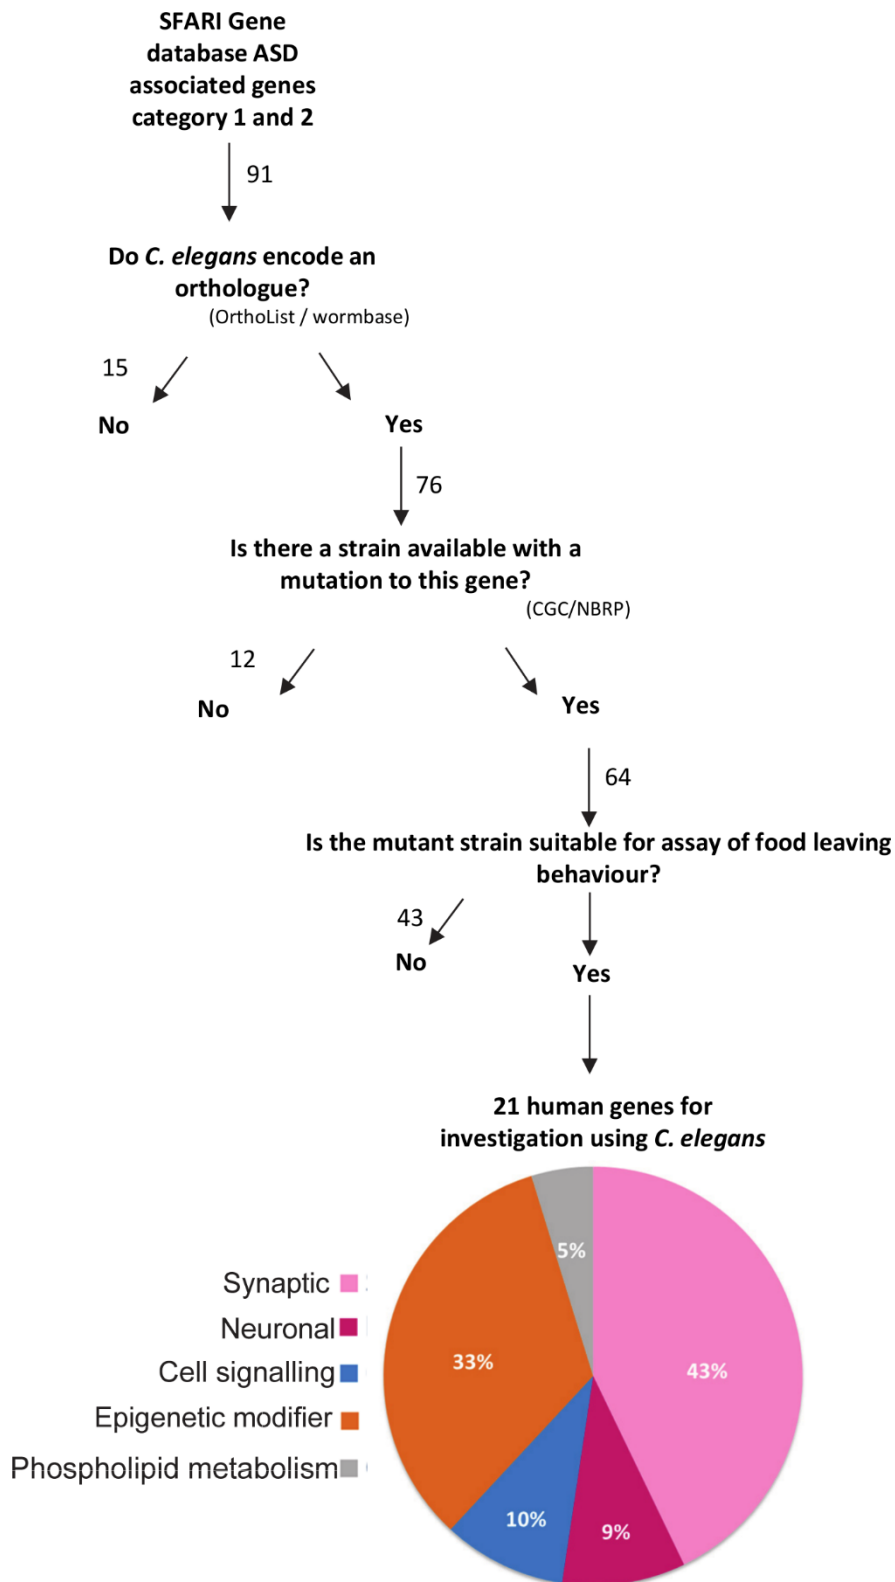 SFARI Gene
database ASD
associated genes
category 1 and 2
91
Do C. elegans encode an
orthologue?
(OrthoList / wormbase)
15
No
Yes
76
Is there a strain available with a
mutation to this gene?
(CGC/NBRP)
12
No
Yes
64
Is the mutant strain suitable for assay of food leaving
behaviour?
43
No
Yes
21 human genes for
investigation using C. elegans
5%
Synaptic
Neuronal
Cell signalling
Epigenetic modifier
Phospholipid metabolism
33%
43%
10%
9%